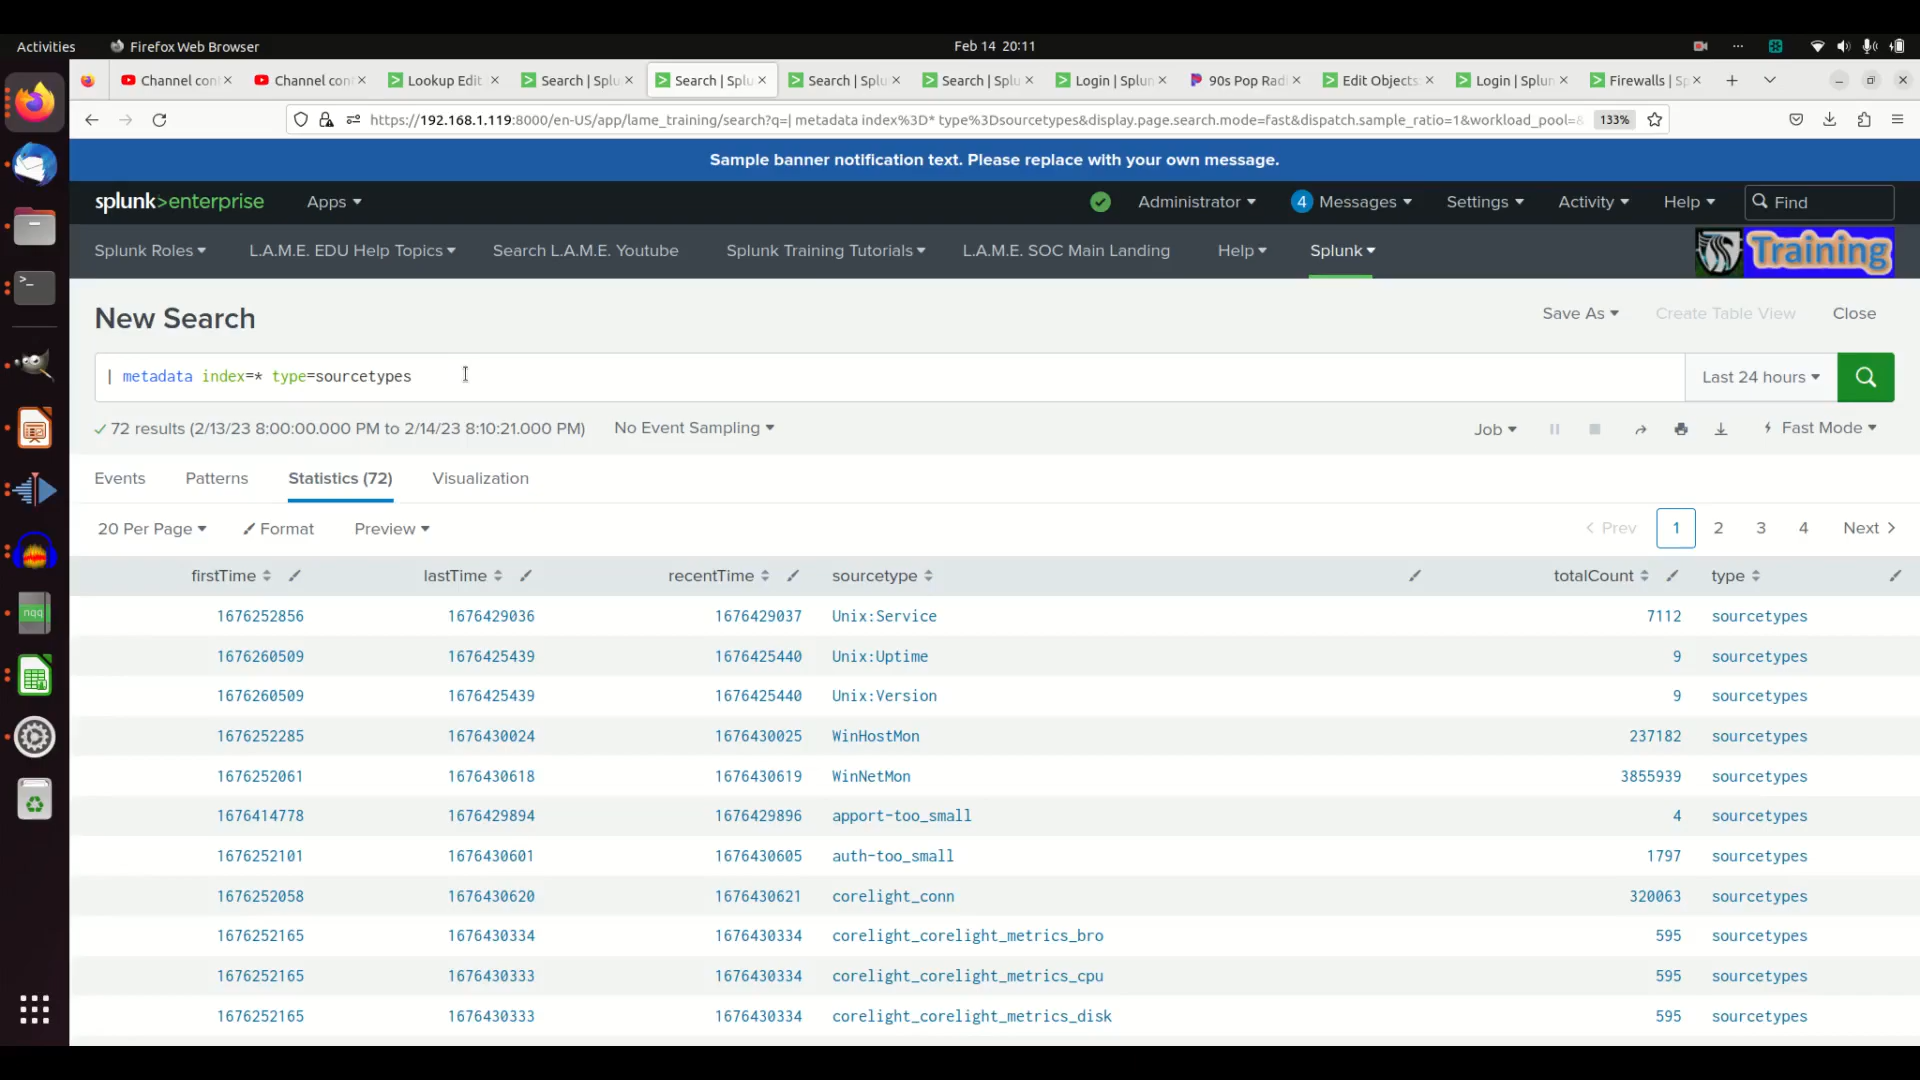 Activities Firefox Web Browser Feb 14 20:11
Channel con Channel con Lookup Edit Search | Splu Search | Splu Search | Splu Search | Splu Login | Splun 90s Pop Radi Edit Objects Login | Splun Firewalls | Sp
https://192.168.1.119:8000/en-US/app/lame_training/search?q=| metadata index%3D* type%3Dsourcetypes&display.page.search.mode=fast&dispatch.sample_ratio=1&workload_pool=& 133%
Sample banner notification text. Please replace with your own message.
splunk>enterprise Apps Administrator 4 Messages Settings Activity Help Find
Splunk Roles L.A.M.E. EDU Help Topics Search L.A.M.E. Youtube Splunk Training Tutorials L.A.M.E. SOC Main Landing Help Splunk Training
New Search Save As Create Table View Close
| metadata index=* type=sourcetypes Last 24 hours
72 results (2/13/23 8:00:00.000 PM to 2/14/23 8:10:21.000 PM) No Event Sampling Job Fast Mode
Events Patterns Statistics (72) Visualization
20 Per Page Format Preview < Prev 1 2 3 4 Next >
firstTime lastTime recentTime sourcetype totalCount type
1676252856 1676429036 1676429037 Unix:Service 7112 sourcetypes
1676260509 1676425439 1676425440 Unix:Uptime 9 sourcetypes
1676260509 1676425439 1676425440 Unix:Version 9 sourcetypes
1676252285 1676430024 1676430025 WinHostMon 237182 sourcetypes
1676252061 1676430618 1676430619 WinNetMon 3855939 sourcetypes
1676414778 1676429894 1676429896 apport-too_small 4 sourcetypes
1676252101 1676430601 1676430605 auth-too_small 1797 sourcetypes
1676252058 1676430620 1676430621 corelight_conn 320063 sourcetypes
1676252165 1676430334 1676430334 corelight_corelight_metrics_bro 595 sourcetypes
1676252165 1676430333 1676430334 corelight_corelight_metrics_cpu 595 sourcetypes
1676252165 1676430333 1676430334 corelight_corelight_metrics_disk 595 sourcetypes
nqq